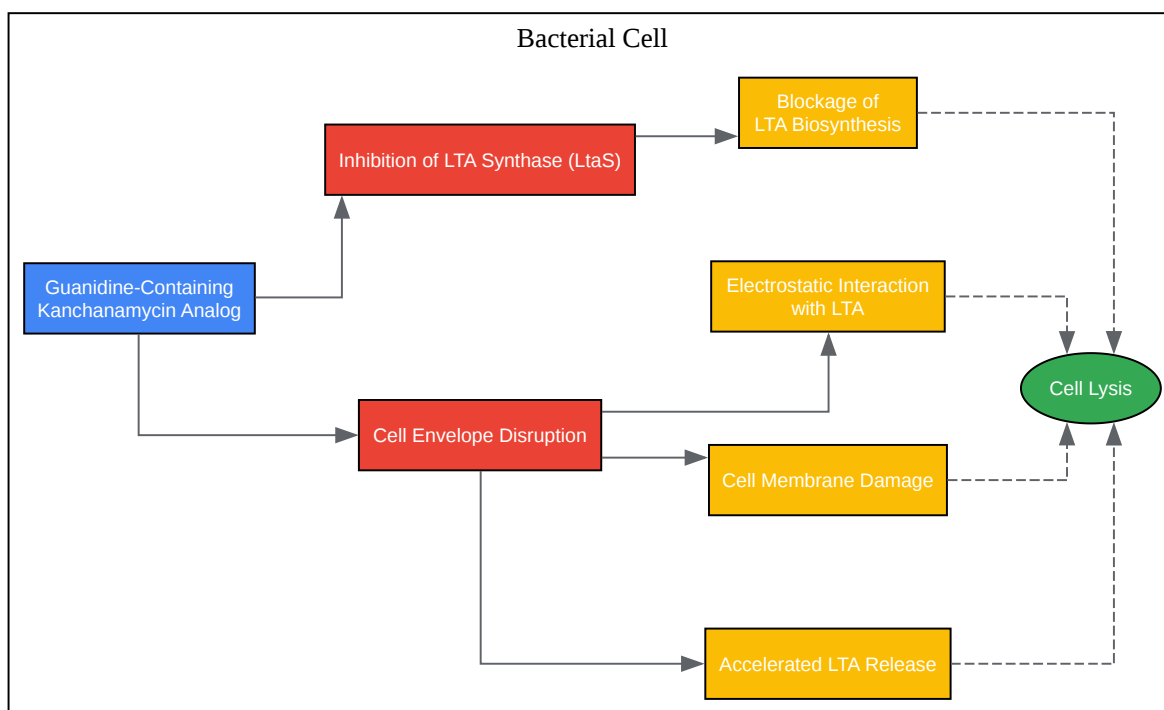 Bacterial Cell
Blockage of
LTA Biosynthesis
Inhibition of LTA Synthase (LtaS)
Guanidine-Containing
Kanchanamycin Analog
Electrostatic Interaction
with LTA
Cell Lysis
Cell Envelope Disruption
Cell Membrane Damage
Accelerated LTA Release